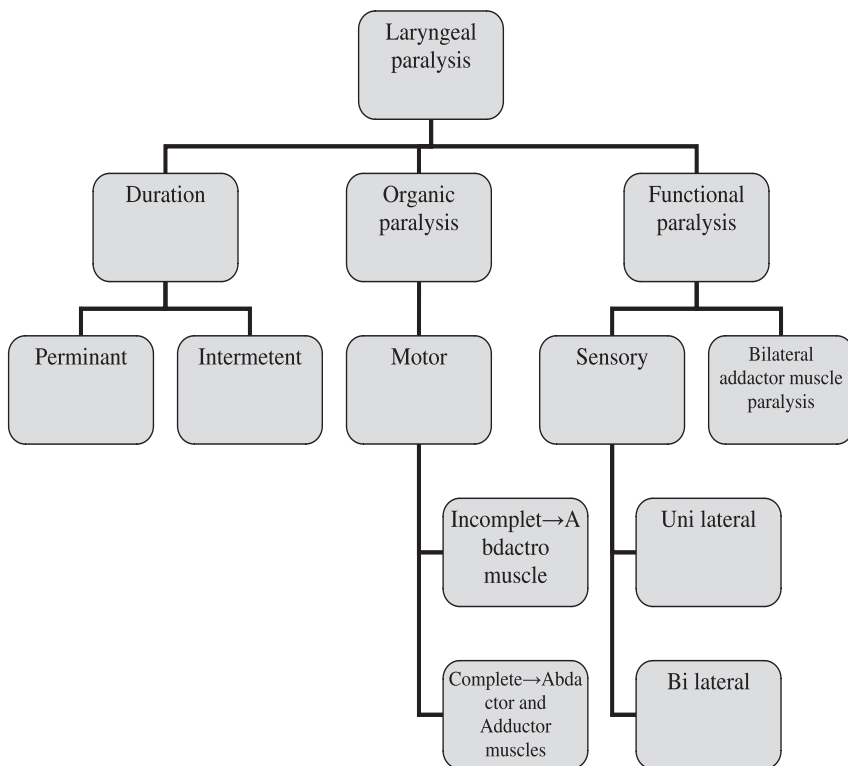 Laryngeal
paralysis
Duration
Organic
paralysis
Functional
paralysis
Perminant
Intermetent
Motor
Sensory
Bilateral
addactor muscle
paralysis
Incomplet→A
bdactro
muscle
Uni lateral
Complete→Abda
ctor and
Adductor
muscles
Bi lateral